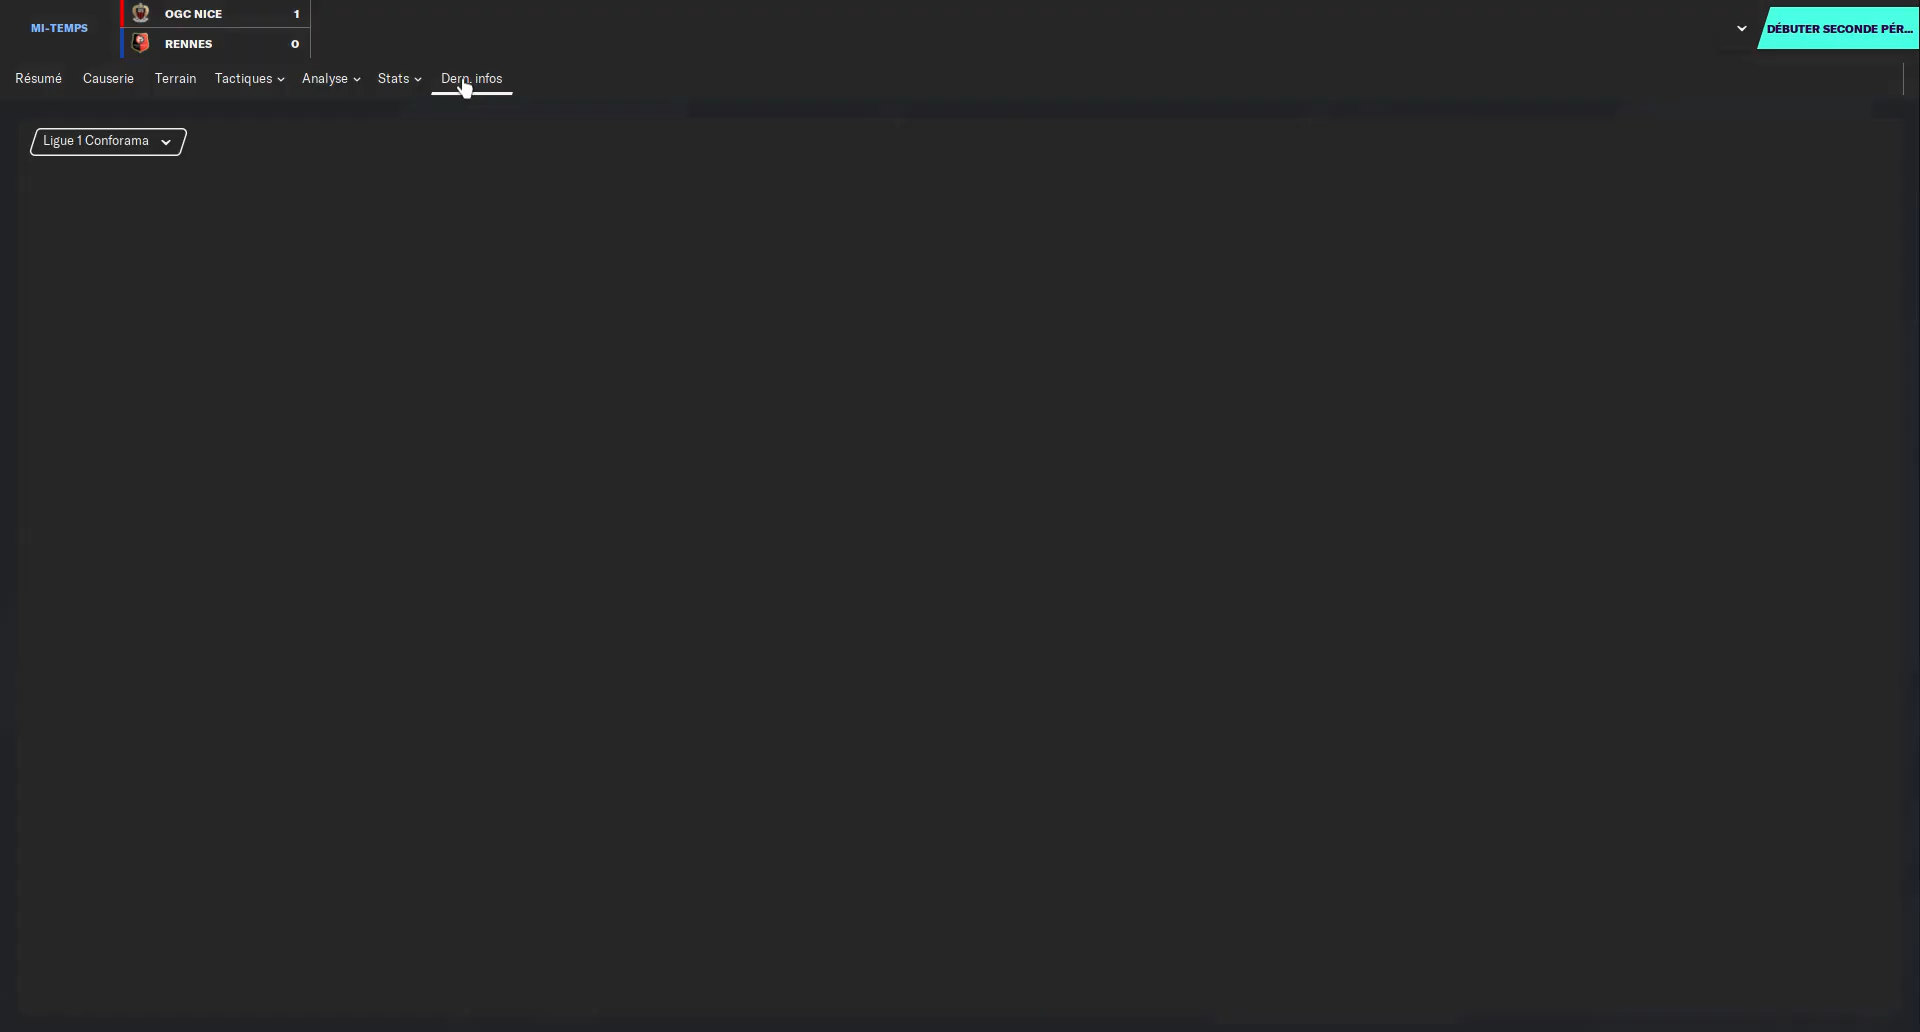 MI-TEMPS
OGC NICE 1
RENNES 0
DÉBUTER SECONDE PÉR...
Résumé Causerie Terrain Tactiques Analyse Stats Dern. infos
Ligue 1 Conforama